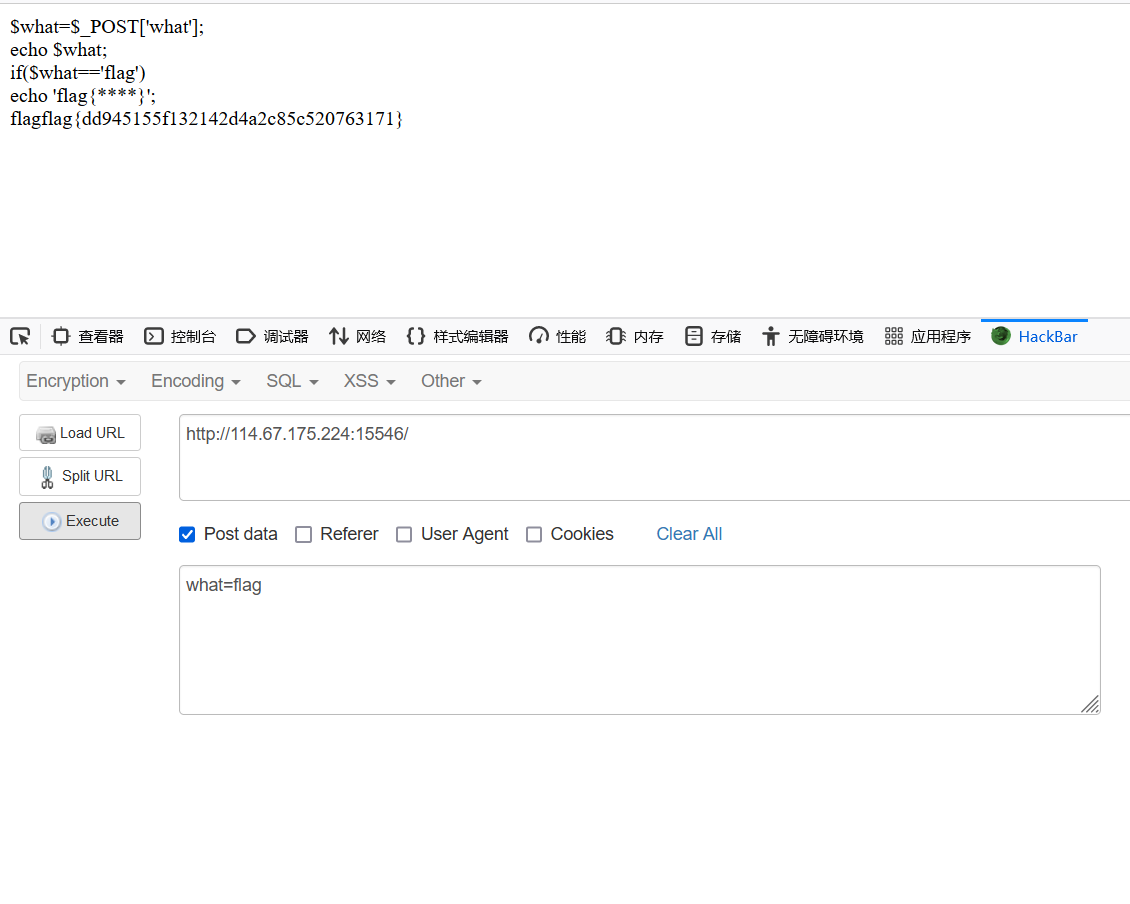 $what=$_POST['what'];
echo $what;
if($what=='flag')
echo 'flag{****}';
flagflag{dd945155f132142d4a2c85c520763171}
查看器 控制台 调试器 网络 样式编辑器 性能 内存 存储 无障碍环境 应用程序 HackBar
Encryption Encoding SQL XSS Other
Load URL http://114.67.175.224:15546/
Split URL
Execute
Post data Referer User Agent Cookies Clear All
what=flag